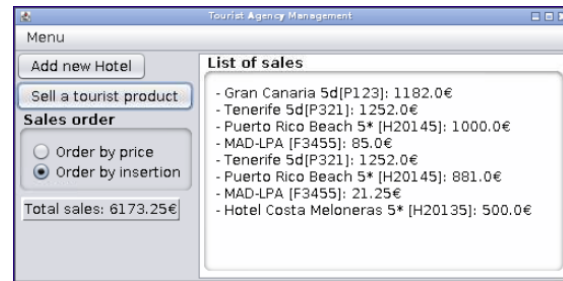 Tourist Agency Management
Menu
Add new Hotel
Sell a tourist product
Sales order
Order by price
Order by insertion
Total sales: 6173.25€
List of sales
- Gran Canaria 5d[P123]: 1182.0€
- Tenerife 5d[P321]: 1252.0€
- Puerto Rico Beach 5* [H20145]: 1000.0€
- MAD-LPA [F3455]: 85.0€
- Tenerife 5d[P321]: 1252.0€
- Puerto Rico Beach 5* [H20145]: 881.0€
- MAD-LPA [F3455]: 21.25€
- Hotel Costa Meloneras 5* [H20135]: 500.0€